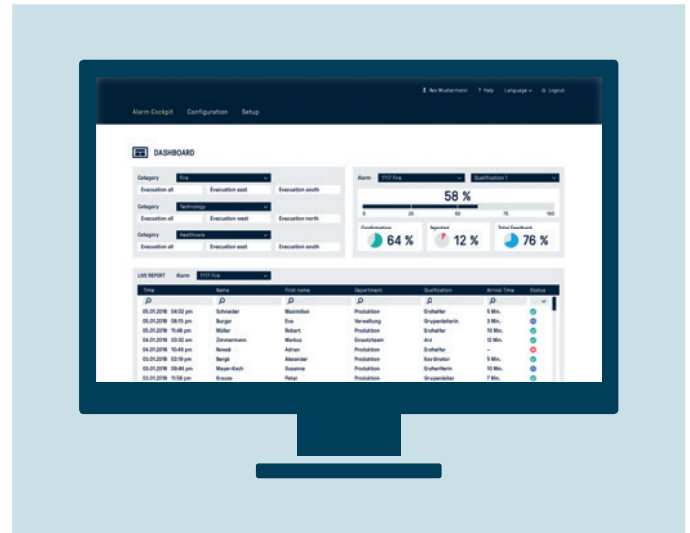 Max Mustermann ? Help Language Logout
Alarm Cockpit Configuration Setup
DASHBOARD
Category Fire
Evacuation all Evacuation east Evacuation south
Category Technology
Evacuation all Evacuation west Evacuation north
Category Healthcare
Evacuation all Evacuation east Evacuation south
Alarm 1117 Fire Qualification 1
58 %
0 25 50 75 100
Confirmation Rejected Total Feedback
64 % 12 % 76 %
LIVE REPORT Alarm 1117 Fire
Time Name First name Department Qualification Arrival Time Status
05.01.2018 04:02 pm Schneider Maximilian Produktion Ersthelfer 5 Min.
05.01.2018 08:15 pm Burger Eva Verwaltung Gruppenleiterin 3 Min.
05.01.2018 11:48 pm Müller Robert Produktion Ersthelfer 10 Min.
04.01.2019 03:32 am Zimmermann Markus Einsatzteam Arzt 12 Min.
04.01.2019 10:49 pm Nowak Adrian Produktion Ersthelfer -
03.01.2018 02:19 pm Bergé Alexander Produktion Koordinator 5 Min.
03.01.2018 09:46 pm Mayer-Koch Susanne Produktion Ersthelferin 10 Min.
03.01.2018 11:58 pm Krause Peter Produktion Gruppenleiter 7 Min.